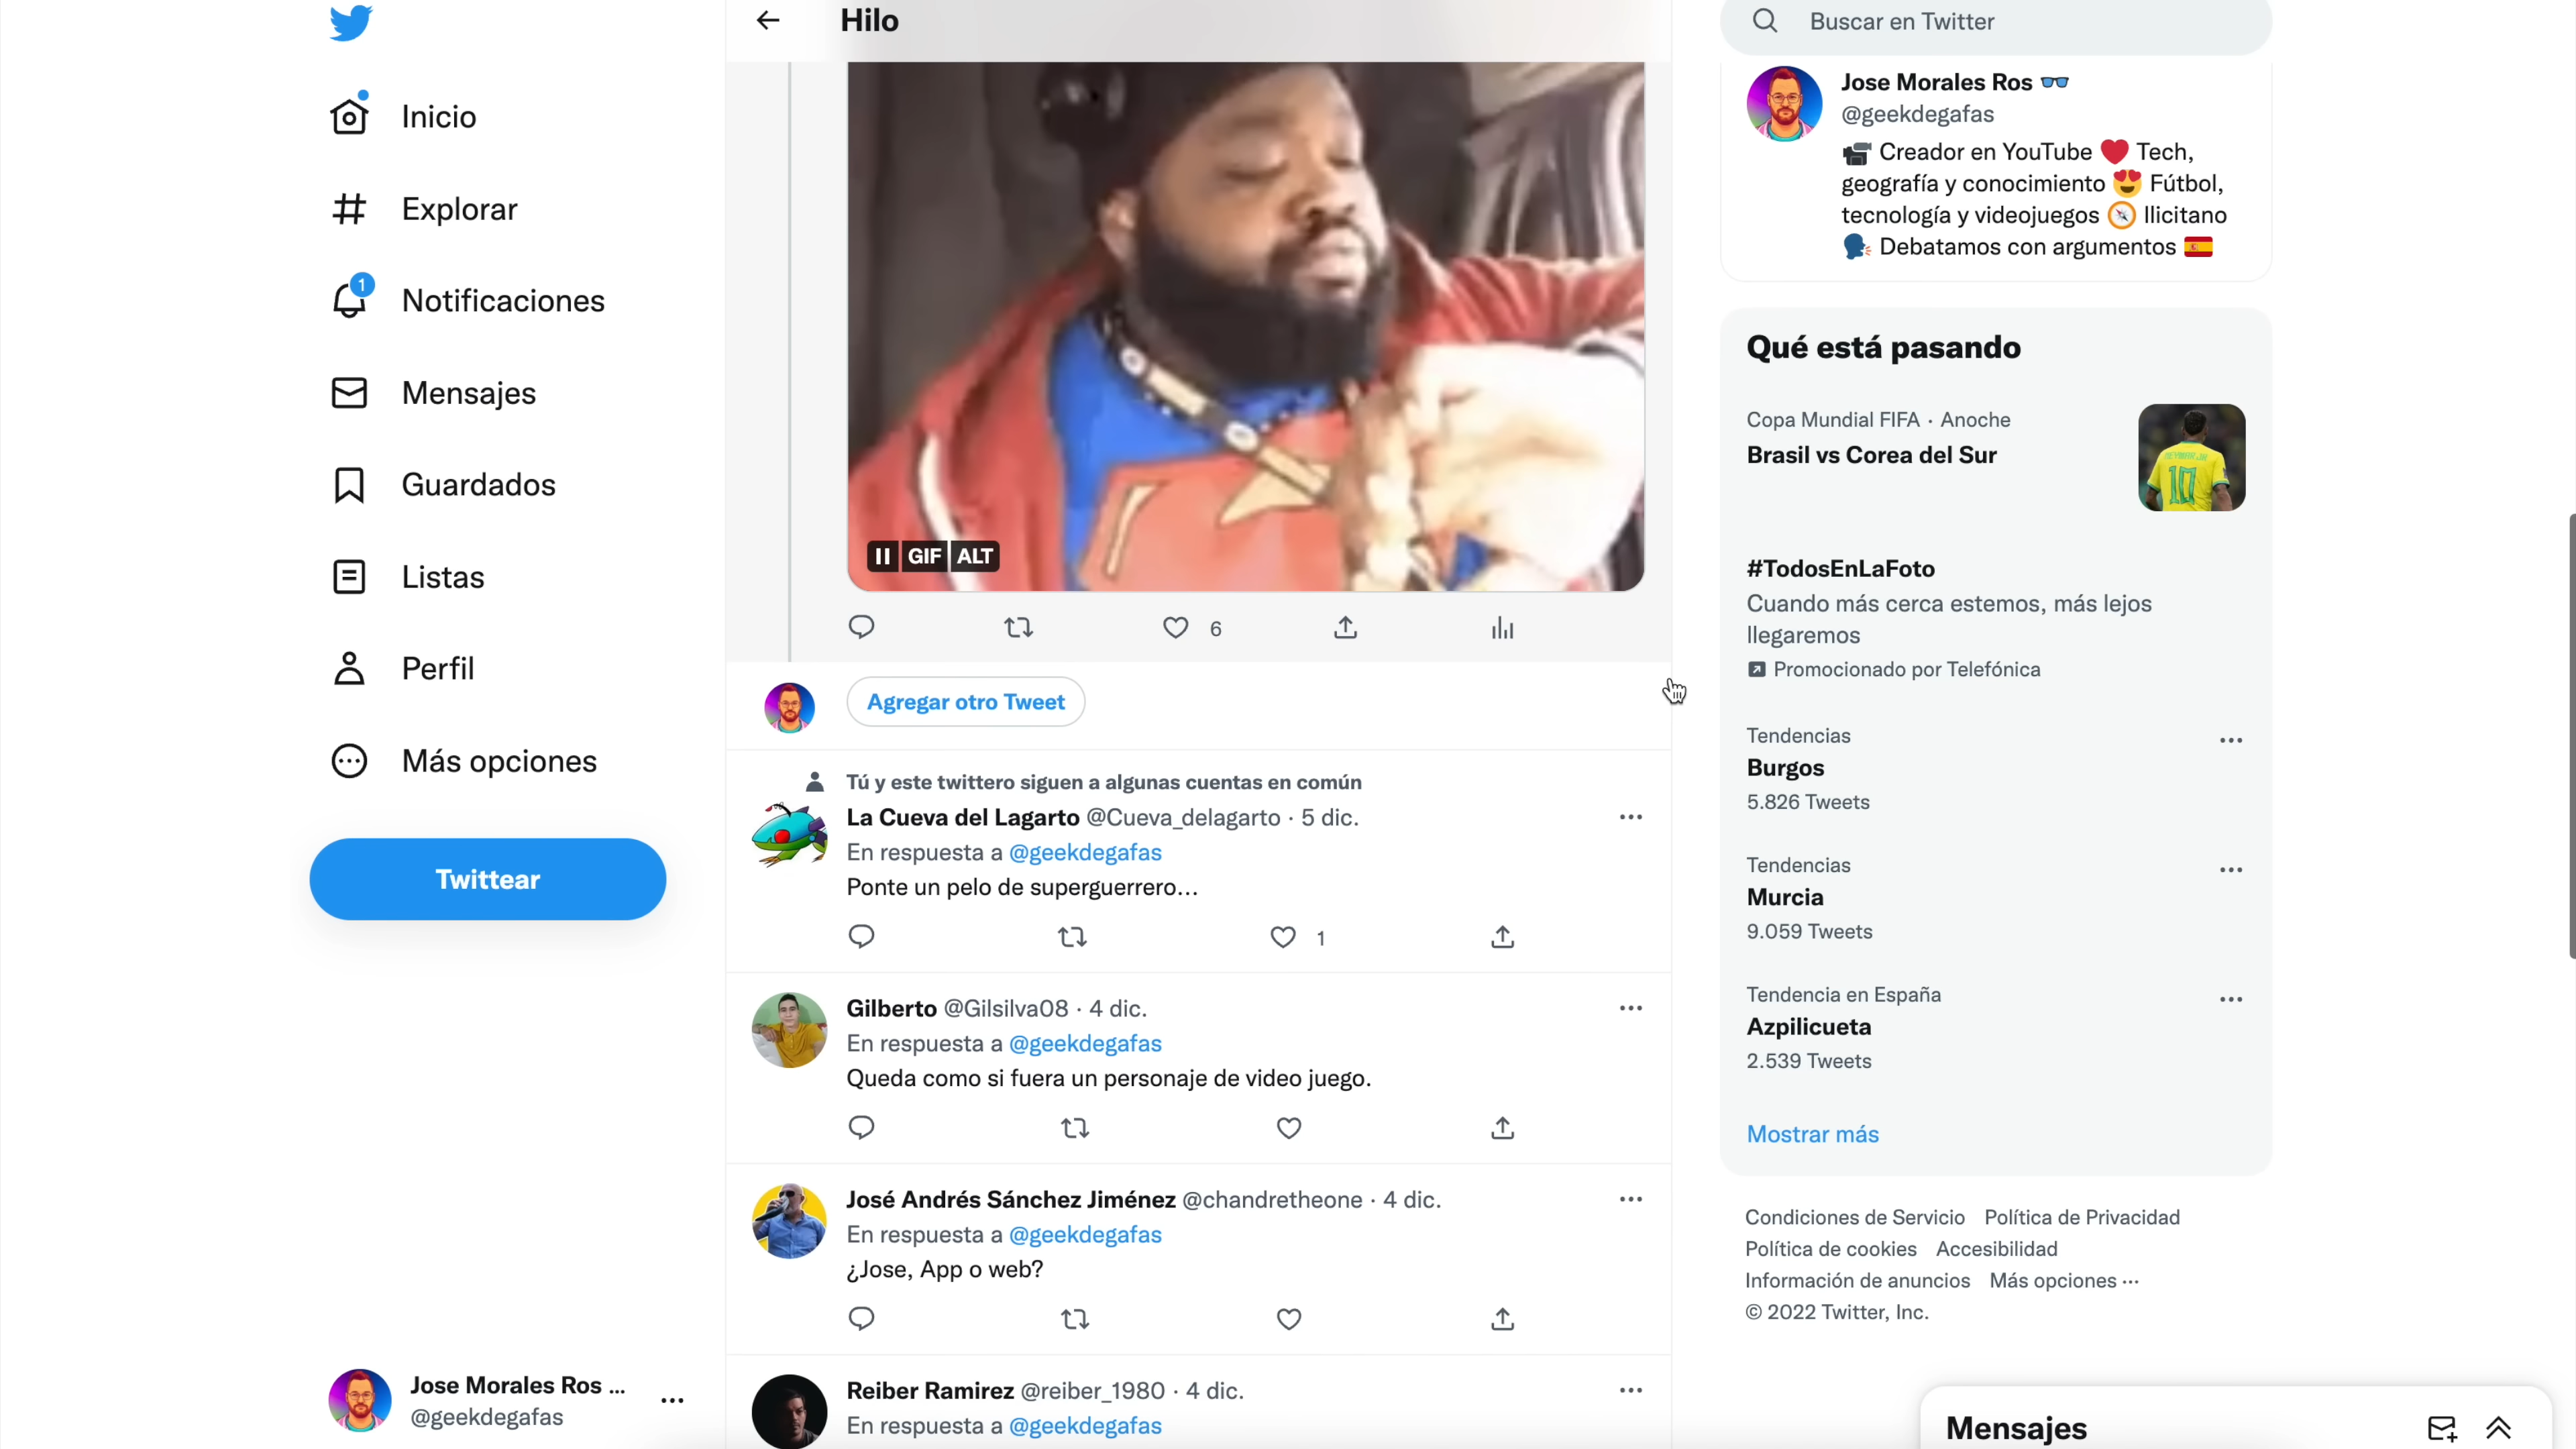 Inicio
Explorar
1
Notificaciones
Mensajes
Guardados
Listas
Perfil
Más opciones
Twittear
Jose Morales Ros ...
@geekdegafas
Hilo
GIF ALT
6
Agregar otro Tweet
Tú y este twittero siguen a algunas cuentas en común
La Cueva del Lagarto @Cueva_delagarto · 5 dic.
En respuesta a @geekdegafas
Ponte un pelo de superguerrero...
1
Gilberto @Gilsilva08 · 4 dic.
En respuesta a @geekdegafas
Queda como si fuera un personaje de video juego.
José Andrés Sánchez Jiménez @chandretheone · 4 dic.
En respuesta a @geekdegafas
¿Jose, App o web?
Reiber Ramirez @reiber_1980 · 4 dic.
En respuesta a @geekdegafas
Buscar en Twitter
Jose Morales Ros 👓
@geekdegafas
📹 Creador en YouTube ❤️ Tech,
geografía y conocimiento 😍 Fútbol,
tecnología y videojuegos 🧭 Ilicitano
🗣️ Debatamos con argumentos 🇪🇸
Qué está pasando
Copa Mundial FIFA · Anoche
Brasil vs Corea del Sur
NEYMAR JR
10
#TodosEnLaFoto
Cuando más cerca estemos, más lejos
llegaremos
Promocionado por Telefónica
Tendencias
Burgos
5.826 Tweets
Tendencias
Murcia
9.059 Tweets
Tendencia en España
Azpilicueta
2.539 Tweets
Mostrar más
Condiciones de Servicio Política de Privacidad
Política de cookies Accesibilidad
Información de anuncios Más opciones ...
© 2022 Twitter, Inc.
Mensajes